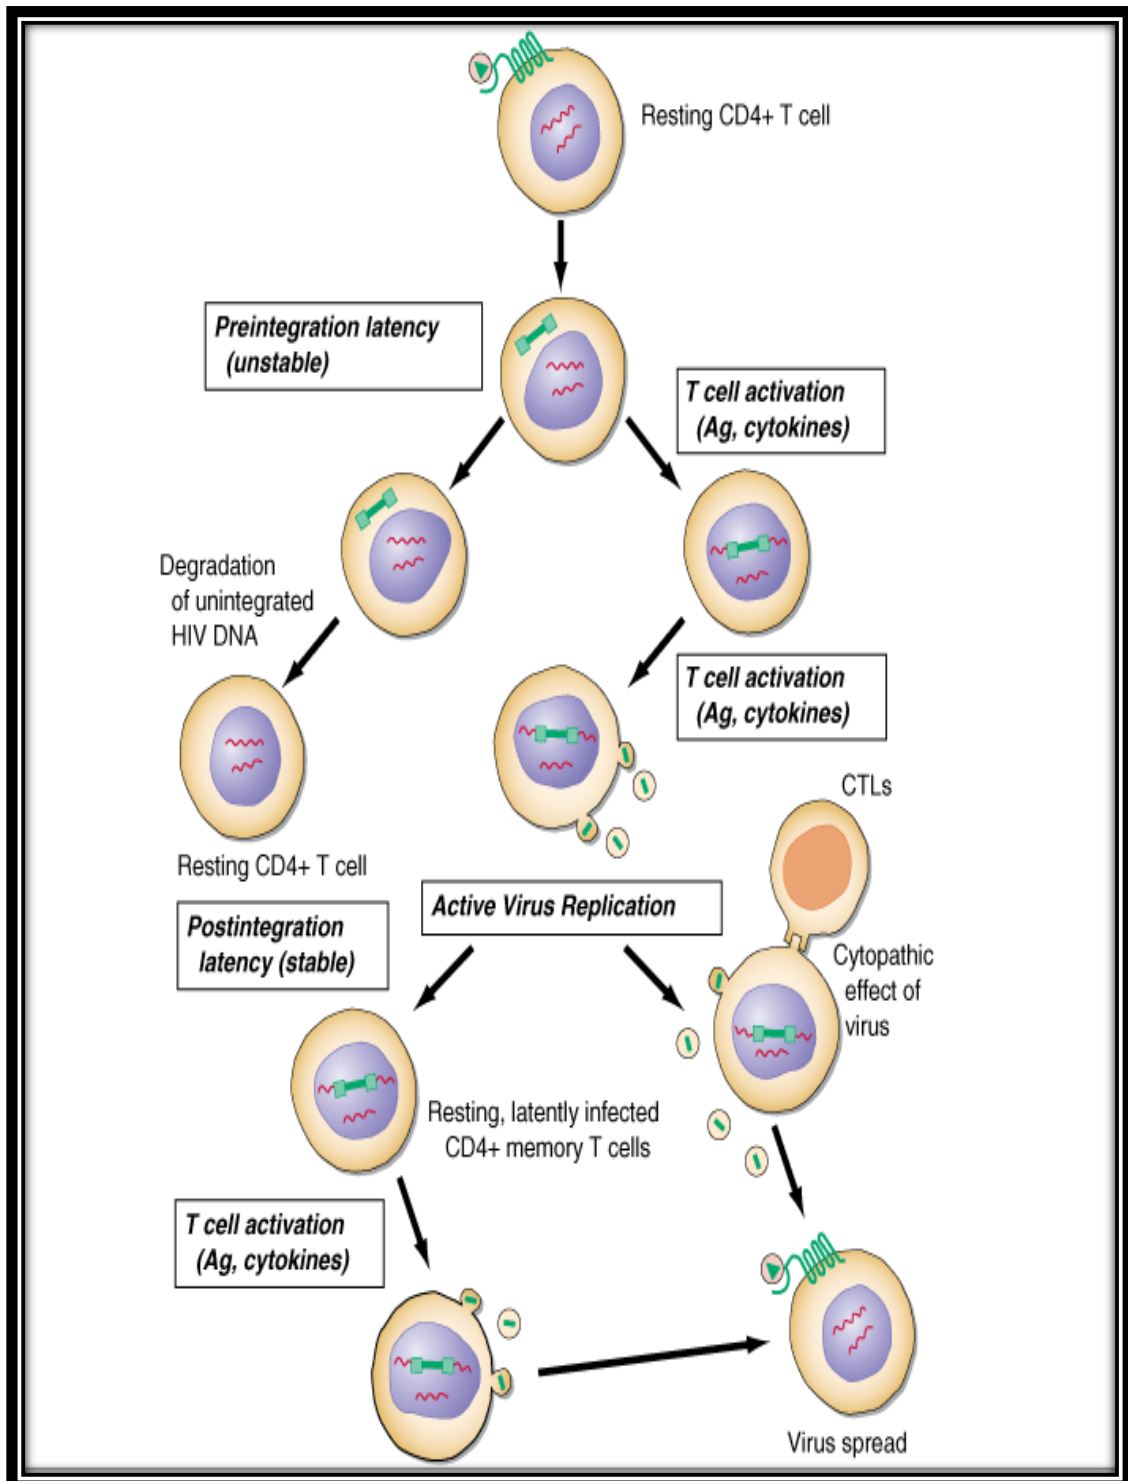 Resting CD4+ T cell
Preintegration latency
(unstable)
T cell activation
(Ag, cytokines)
Degradation
of unintegrated
HIV DNA
T cell activation
(Ag, cytokines)
CTLs
Resting CD4+ T cell
Active Virus Replication
Postintegration
latency (stable)
Cytopathic
effect of
virus
Resting, latently infected
CD4+ memory T cells
T cell activation
(Ag, cytokines)
Virus spread